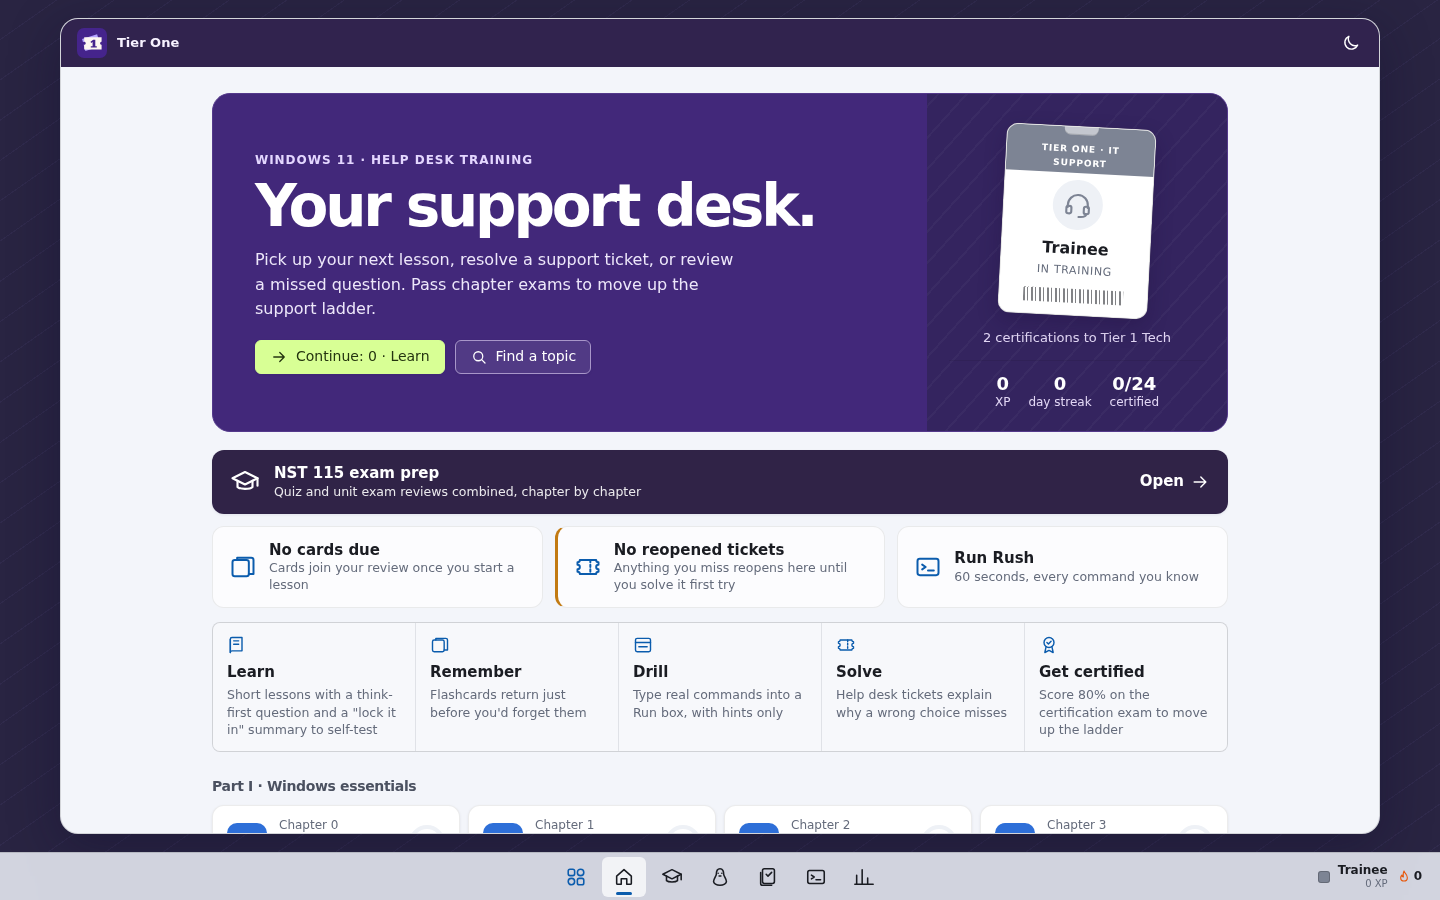 1
Tier One
WINDOWS 11 · HELP DESK TRAINING
Your support desk.
Pick up your next lesson, resolve a support ticket, or review
a missed question. Pass chapter exams to move up the
support ladder.
Continue: 0 · Learn
Find a topic
TIER ONE · IT
SUPPORT
Trainee
IN TRAINING
2 certifications to Tier 1 Tech
0 0 0/24
XP day streak certified
NST 115 exam prep
Quiz and unit exam reviews combined, chapter by chapter
Open
No cards due
Cards join your review once you start a
lesson
No reopened tickets
Anything you miss reopens here until
you solve it first try
Run Rush
60 seconds, every command you know
Learn
Short lessons with a think-
first question and a "lock it
in" summary to self-test
Remember
Flashcards return just
before you'd forget them
Drill
Type real commands into a
Run box, with hints only
Solve
Help desk tickets explain
why a wrong choice misses
Get certified
Score 80% on the
certification exam to move
up the ladder
Part I · Windows essentials
Chapter 0
Chapter 1
Chapter 2
Chapter 3
Trainee
0 XP
0